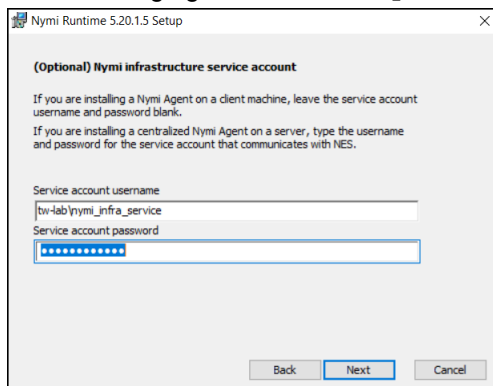 Nymi Runtime 5.20.1.5 Setup
(Optional) Nymi infrastructure service account
If you are installing a Nymi Agent on a client machine, leave the service account
username and password blank.
If you are installing a centralized Nymi Agent on a server, type the username
and password for the service account that communicates with NES.
Service account username
tw-lab\nymi_infra_service
Service account password
●●●●●●●●●●●●
Back Next Cancel